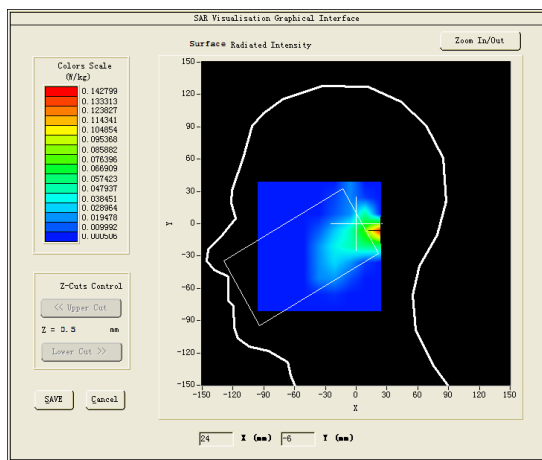 SAR Visualisation Graphical Interface
Surface Radiated Intensity
Zoom In/Out
Colors Scale
(W/kg)
0.142799
0.133313
0.123827
0.114341
0.104854
0.095368
0.085882
0.076396
0.066909
0.057423
0.047937
0.038451
0.028964
0.019478
0.009992
0.000506
Z-Cuts Control
<< Upper Cut
Z = 0.5 mm
Lower Cut >>
SAVE Cancel
150
120
90
60
30
0
-30
-60
-90
-120
-150
Y
-150 -120 -90 -60 -30 0 30 60 90 120 150
X
24 X (mm) -6 Y (mm)